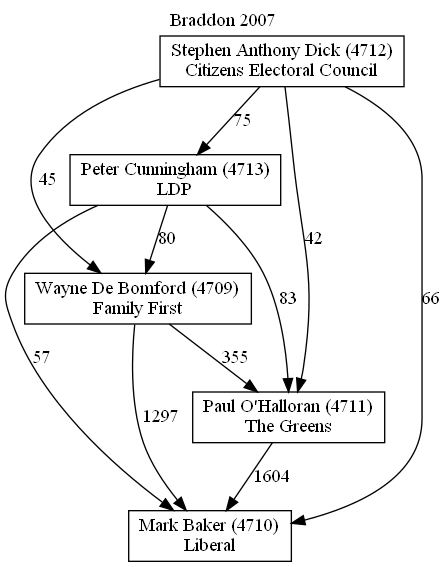 Braddon 2007
Stephen Anthony Dick (4712)
Citizens Electoral Council
75
Peter Cunningham (4713)
LDP
45
80
42
Wayne De Bomford (4709)
Family First
83
66
57
355
Paul O'Halloran (4711)
The Greens
1297
1604
Mark Baker (4710)
Liberal